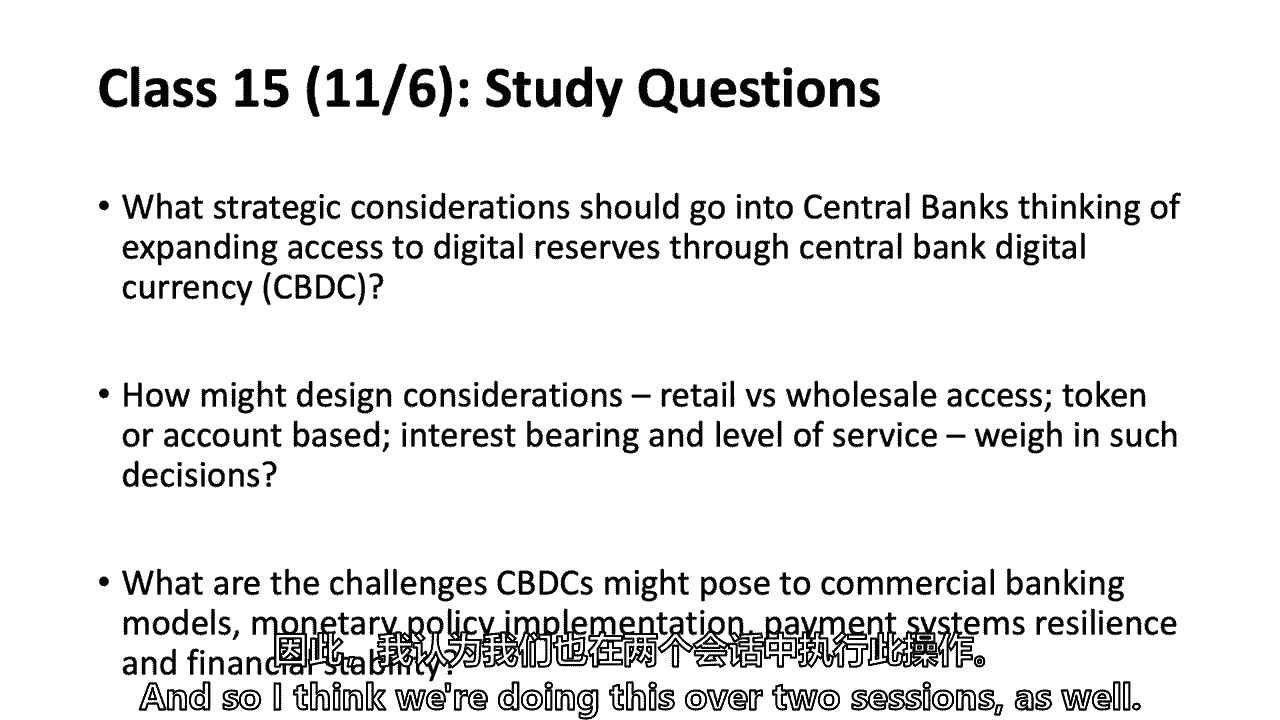 Class 15 (11/6): Study Questions
• What strategic considerations should go into Central Banks thinking of
expanding access to digital reserves through central bank digital
currency (CBDC)?
• How might design considerations – retail vs wholesale access; token
or account based; interest bearing and level of service – weigh in such
decisions?
• What are the challenges CBDCs might pose to commercial banking
models, monetary policy implementation, payment systems resilience
and financial stability?
因此，我认为我们也在两个会话中执行此操作。
And so I think we're doing this over two sessions, as well.